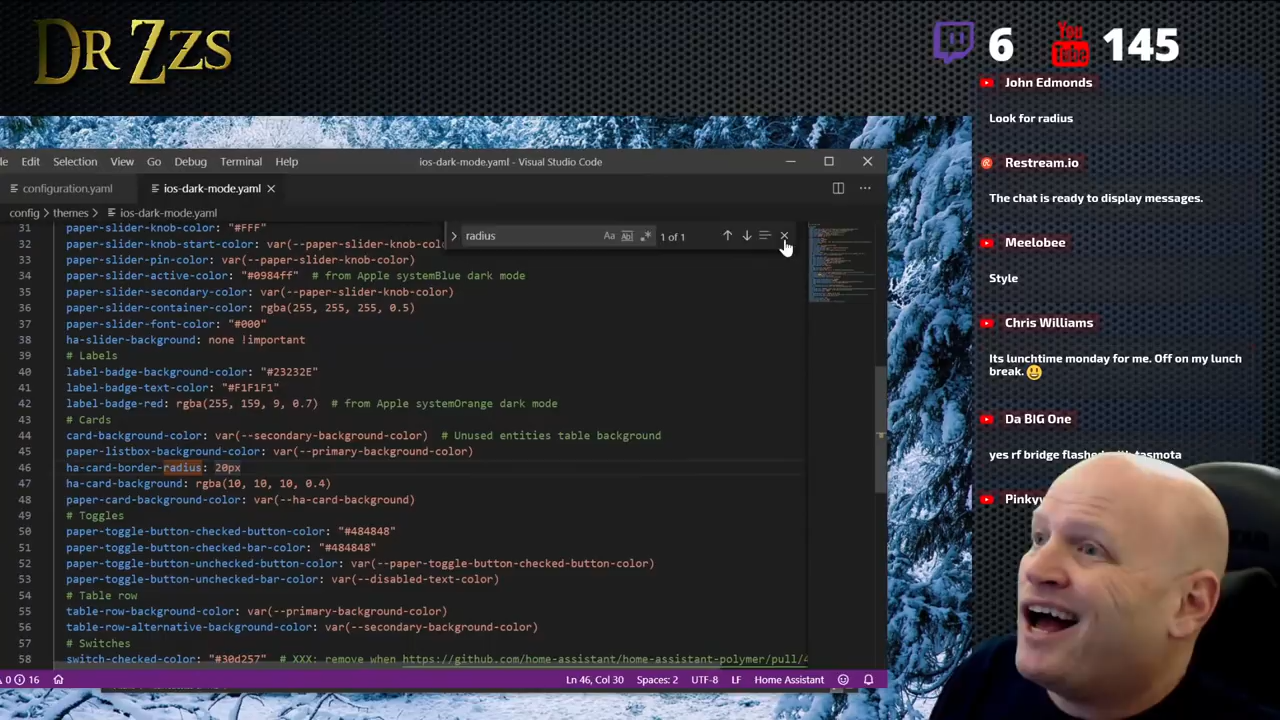 DR ZZS
6
You Tube
145
John Edmonds
Look for radius
Restream.io
The chat is ready to display messages.
Meelobee
Style
Chris Williams
Its lunchtime monday for me. Off on my lunch
break.
Da BIG One
yes rf bridge flashed with tasmota
Edit Selection View Go Debug Terminal Help
ios-dark-mode.yaml - Visual Studio Code
configuration.yaml
ios-dark-mode.yaml
config > themes > ios-dark-mode.yaml
radius
Aa Abl .* 1 of 1
31 paper-slider-knob-color: "#FFF"
32 paper-slider-knob-start-color: var(--paper-slider-knob-colo
33 paper-slider-pin-color: var(--paper-slider-knob-color)
34 paper-slider-active-color: "#0984ff" # from Apple systemBlue dark mode
35 paper-slider-secondary-color: var(--paper-slider-knob-color)
36 paper-slider-container-color: rgba(255, 255, 255, 0.5)
37 paper-slider-font-color: "#000"
38 ha-slider-background: none !important
39 # Labels
40 label-badge-background-color: "#23232E"
41 label-badge-text-color: "#F1F1F1"
42 label-badge-red: rgba(255, 159, 9, 0.7) # from Apple systemOrange dark mode
43 # Cards
44 card-background-color: var(--secondary-background-color) # Unused entities table background
45 paper-listbox-background-color: var(--primary-background-color)
46 ha-card-border-radius: 20px
47 ha-card-background: rgba(10, 10, 10, 0.4)
48 paper-card-background-color: var(--ha-card-background)
49 # Toggles
50 paper-toggle-button-checked-button-color: "#484848"
51 paper-toggle-button-checked-bar-color: "#484848"
52 paper-toggle-button-unchecked-button-color: var(--paper-toggle-button-checked-button-color)
53 paper-toggle-button-unchecked-bar-color: var(--disabled-text-color)
54 # Table row
55 table-row-background-color: var(--primary-background-color)
56 table-row-alternative-background-color: var(--secondary-background-color)
57 # Switches
58 switch-checked-color: "#30d257" # XXX: remove when https://github.com/home-assistant/home-assistant-polymer/pull/4
0 16
Ln 46, Col 30 Spaces: 2 UTF-8 LF Home Assistant